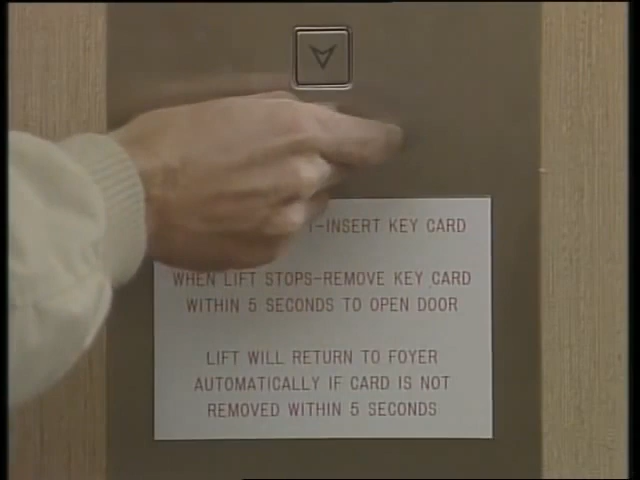 -INSERT KEY CARD
WHEN LIFT STOPS-REMOVE KEY CARD
WITHIN 5 SECONDS TO OPEN DOOR
LIFT WILL RETURN TO FOYER
AUTOMATICALLY IF CARD IS NOT
REMOVED WITHIN 5 SECONDS